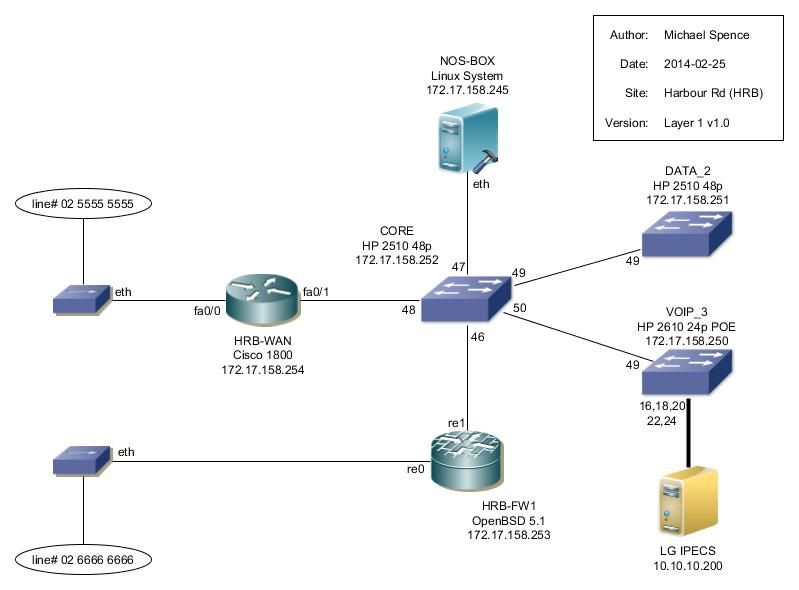 Author: Michael Spence
Date: 2014-02-25
Site: Harbour Rd (HRB)
Version: Layer 1 v1.0
NOS-BOX
Linux System
172.17.158.245
eth
DATA_2
HP 2510 48p
172.17.158.251
49
line# 02 5555 5555
eth
fa0/0
fa0/1
HRB-WAN
Cisco 1800
172.17.158.254
CORE
HP 2510 48p
172.17.158.252
47
49
48
50
46
VOIP_3
HP 2610 24p POE
172.17.158.250
49
16,18,20
22,24
LG IPECS
10.10.10.200
re1
re0
HRB-FW1
OpenBSD 5.1
172.17.158.253
eth
line# 02 6666 6666